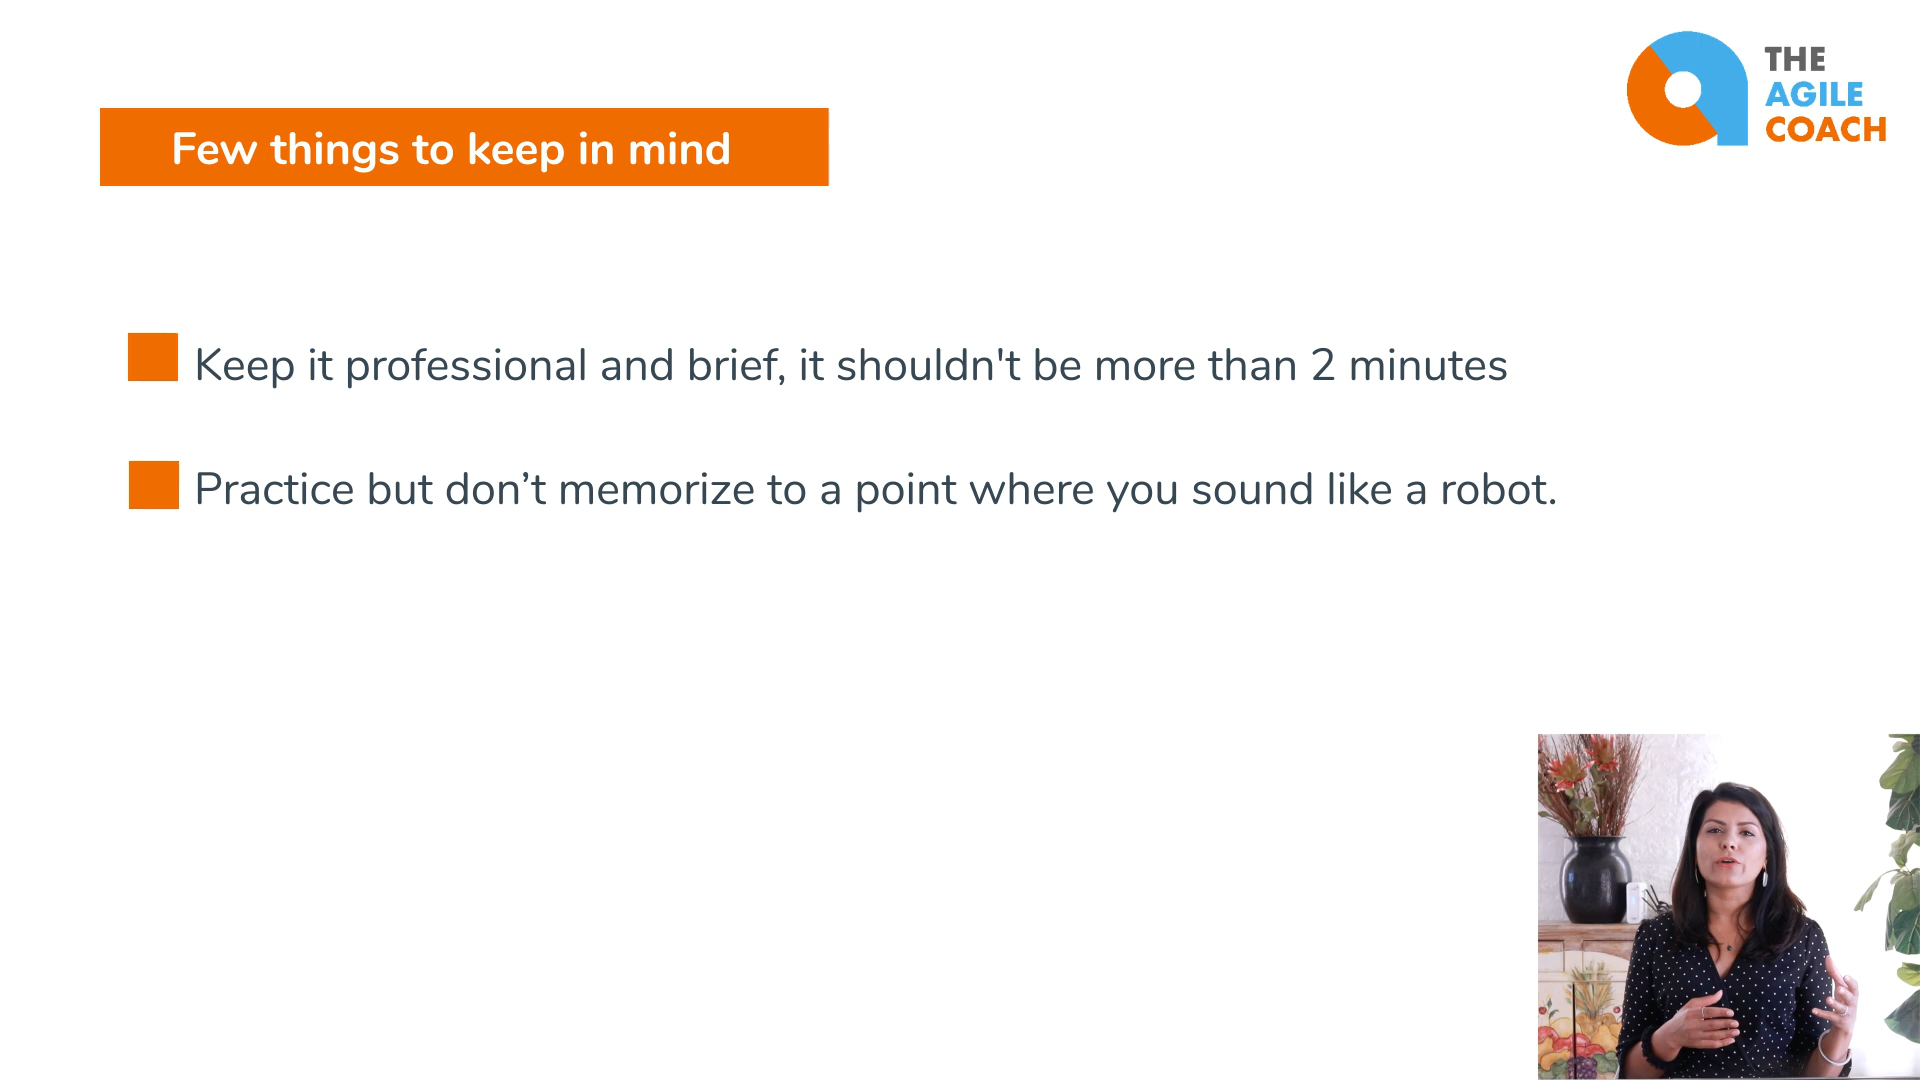 THE
AGILE
COACH
Few things to keep in mind
Keep it professional and brief, it shouldn't be more than 2 minutes
Practice but don’t memorize to a point where you sound like a robot.